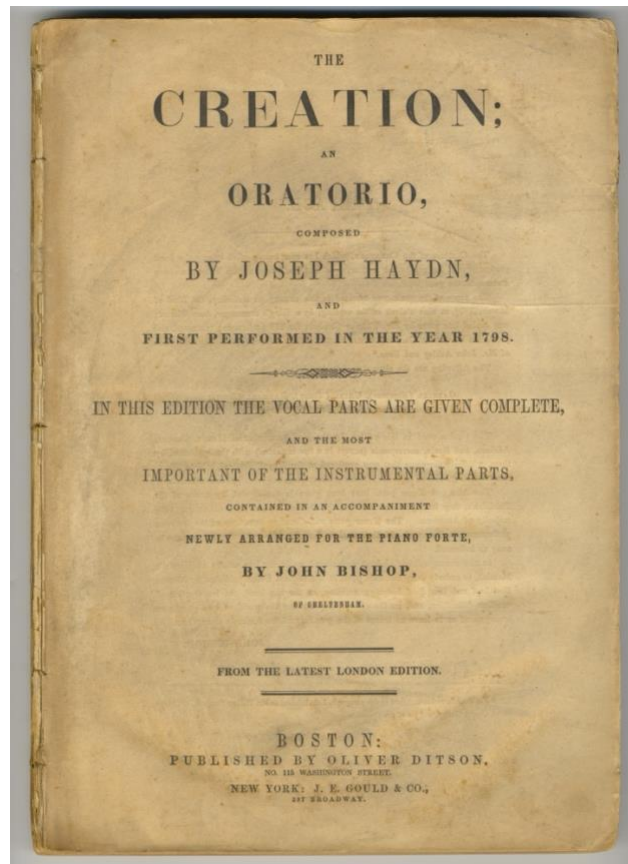 THE
CREATION;
AN
ORATORIO,
COMPOSED
BY JOSEPH HAYDN,
AND
FIRST PERFORMED IN THE YEAR 1798.
IN THIS EDITION THE VOCAL PARTS ARE GIVEN COMPLETE,
AND THE MOST
IMPORTANT OF THE INSTRUMENTAL PARTS,
CONTAINED IN AN ACCOMPANIMENT
NEWLY ARRANGED FOR THE PIANO FORTE,
BY JOHN BISHOP,
OF CHELTENHAM.
FROM THE LATEST LONDON EDITION.
BOSTON:
PUBLISHED BY OLIVER DITSON,
NO. 115 WASHINGTON STREET.
NEW YORK: J. E. GOULD & CO.,
297 BROADWAY.